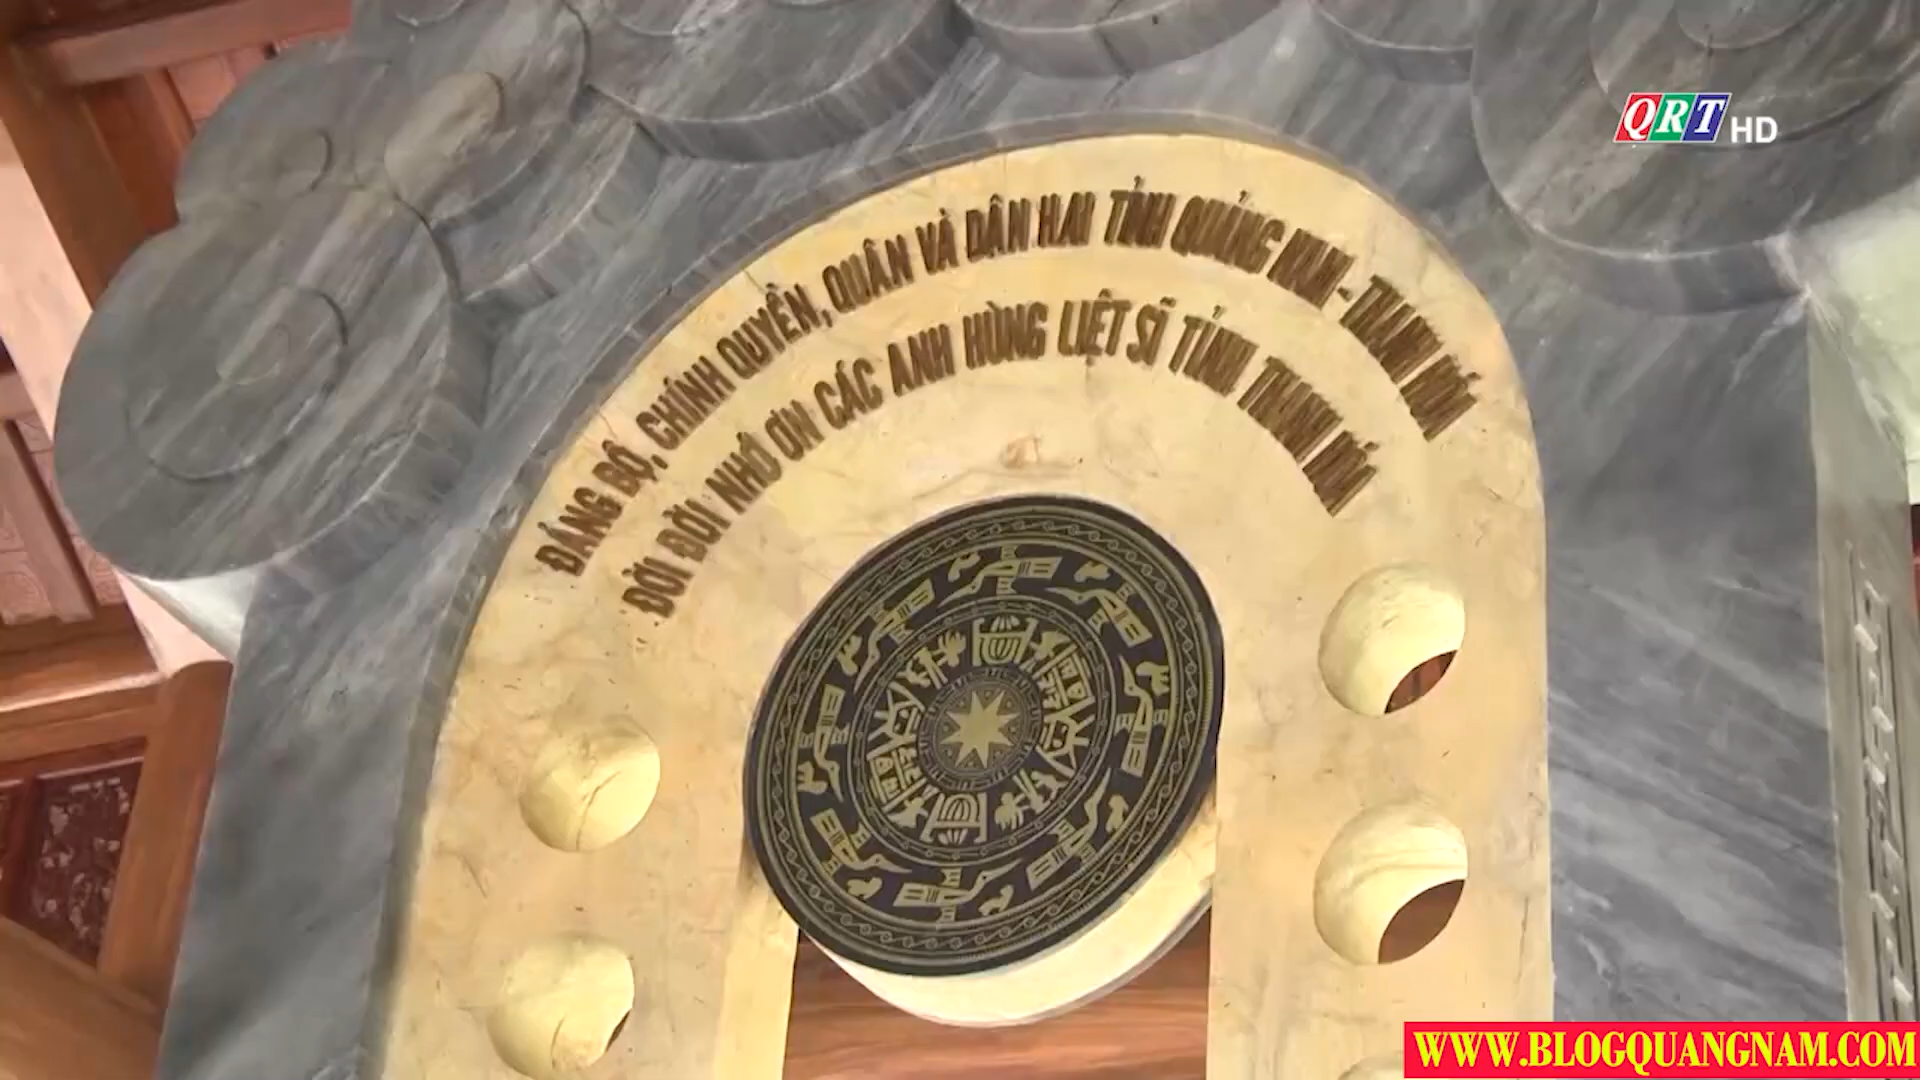 QRT HD
ĐẢNG BỘ, CHÍNH QUYỀN, QUÂN VÀ DÂN HAI TỈNH QUẢNG NAM - THANH HÓA
ĐỜI ĐỜI NHỚ ƠN CÁC ANH HÙNG LIỆT SĨ TỈNH THANH HÓA
WWW.BLOGQUANGNAM.COM